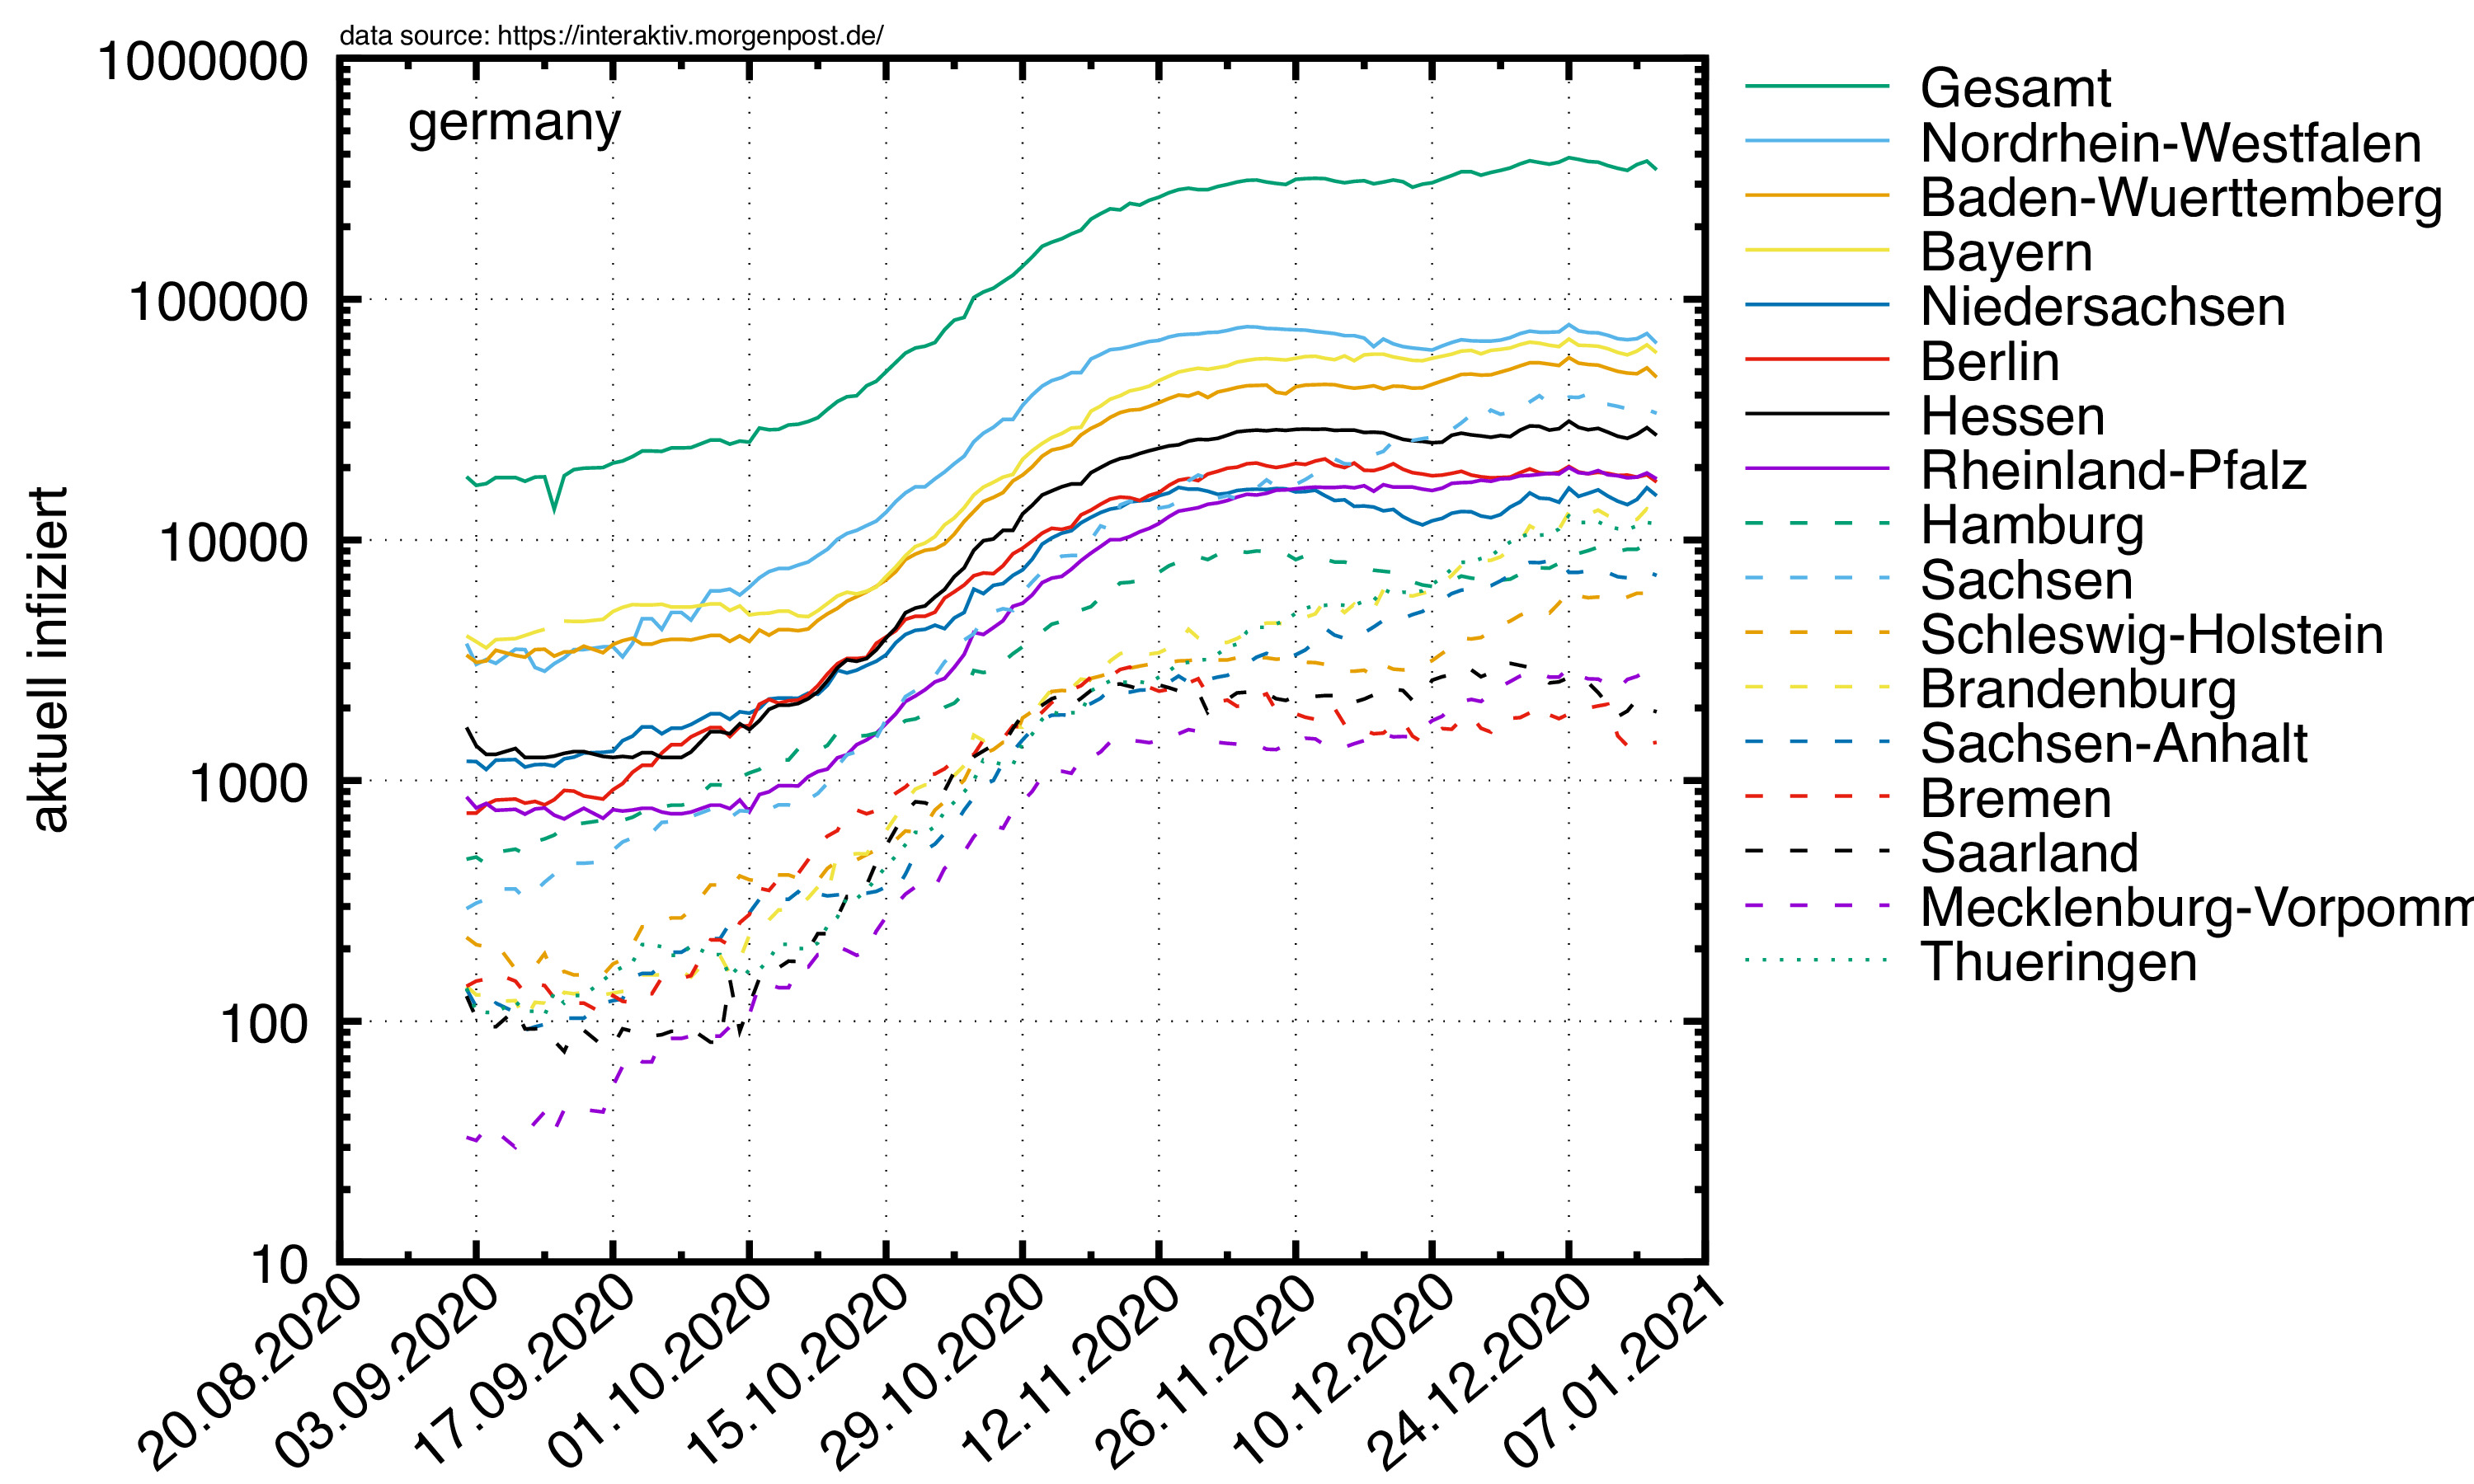 data source: https://interaktiv.morgenpost.de/
germany
aktuell infiziert
1000000
100000
10000
1000
100
10
20.08.2020
03.09.2020
17.09.2020
01.10.2020
15.10.2020
29.10.2020
12.11.2020
26.11.2020
10.12.2020
24.12.2020
07.01.2021
Gesamt
Nordrhein-Westfalen
Baden-Wuerttemberg
Bayern
Niedersachsen
Berlin
Hessen
Rheinland-Pfalz
Hamburg
Sachsen
Schleswig-Holstein
Brandenburg
Sachsen-Anhalt
Bremen
Saarland
Mecklenburg-Vorpomm
Thueringen